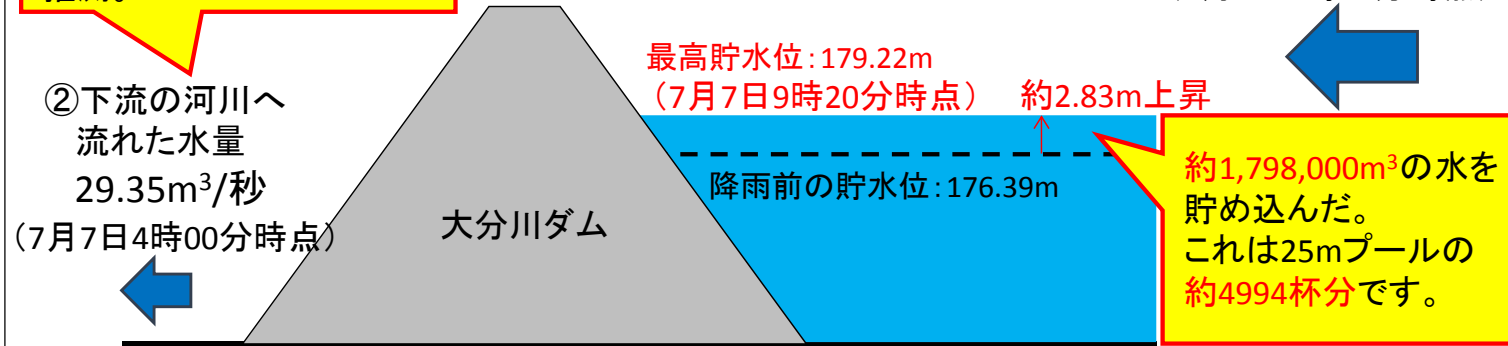 ②下流の河川へ
流れた水量
29.35m³/秒
（7月7日4時00分時点）
大分川ダム
最高貯水位：179.22m
（7月7日9時20分時点）
約2.83m上昇
降雨前の貯水位：176.39m
約1,798,000m³の水を
貯め込んだ。
これは25mプールの
約4994杯分です。